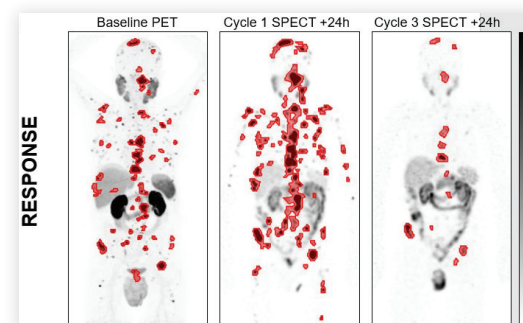 Baseline PET
Cycle 1 SPECT +24h
Cycle 3 SPECT +24h
RESPONSE